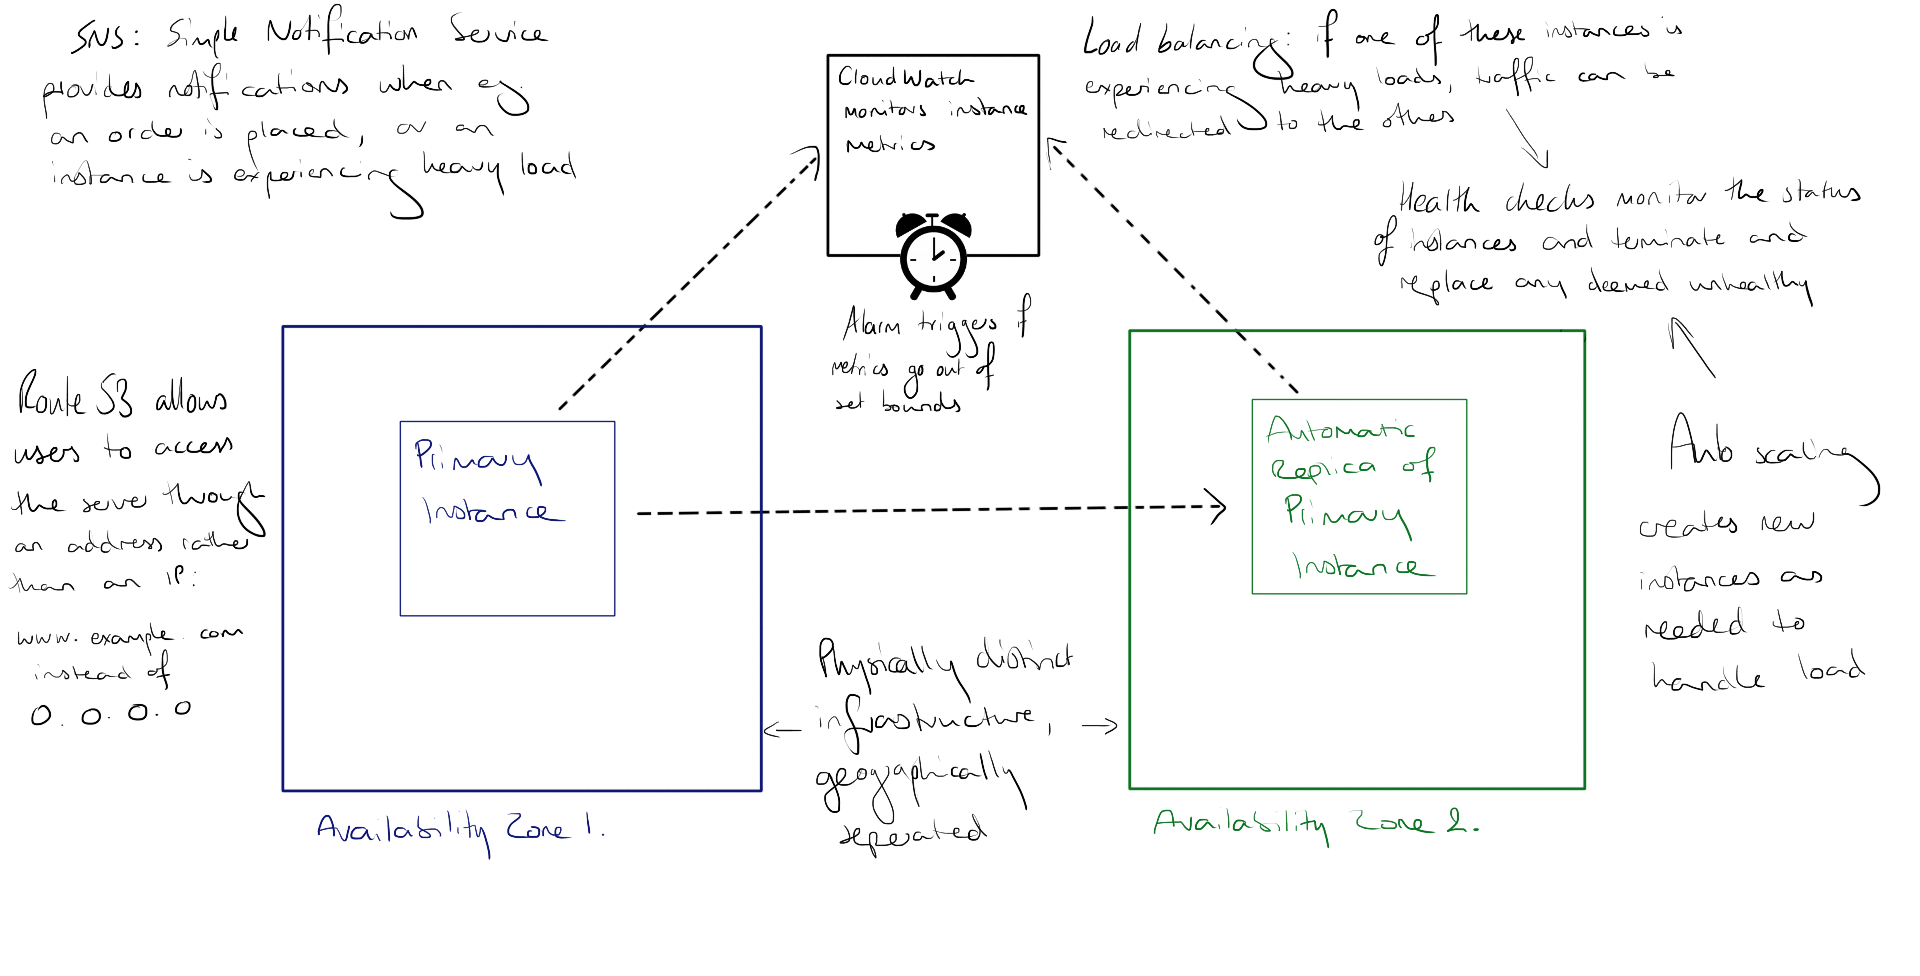 SNS: Simple Notification Service
provides notifications when eg.
an order is placed, or an
instance is experiencing heavy load
CloudWatch
monitors instance
metrics
Alarm triggers if
metrics go out of
set bounds
Load balancing: if one of these instances is
experiencing heavy loads, traffic can be
redirected to the others
Health checks monitor the status
of instances and terminate and
replace any deemed unhealthy
Auto scaling
creates new
instances as
needed to
handle load
Route 53 allows
users to access
the server through
an address rather
than an IP:
www.example.com
instead of
0.0.0.0
Primary
Instance
Availability Zone 1.
Physically distinct
infrastructure,
geographically
seperated
Automatic
Replica of
Primary
Instance
Availability Zone 2.